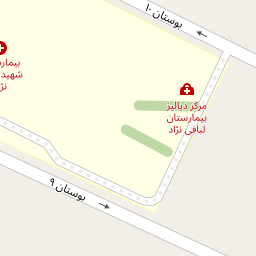 بوستان ۱۰
بیمار
شهید
نژ
مرکز دیالیز
بیمارستان
لبافی نژاد
بوستان ۹